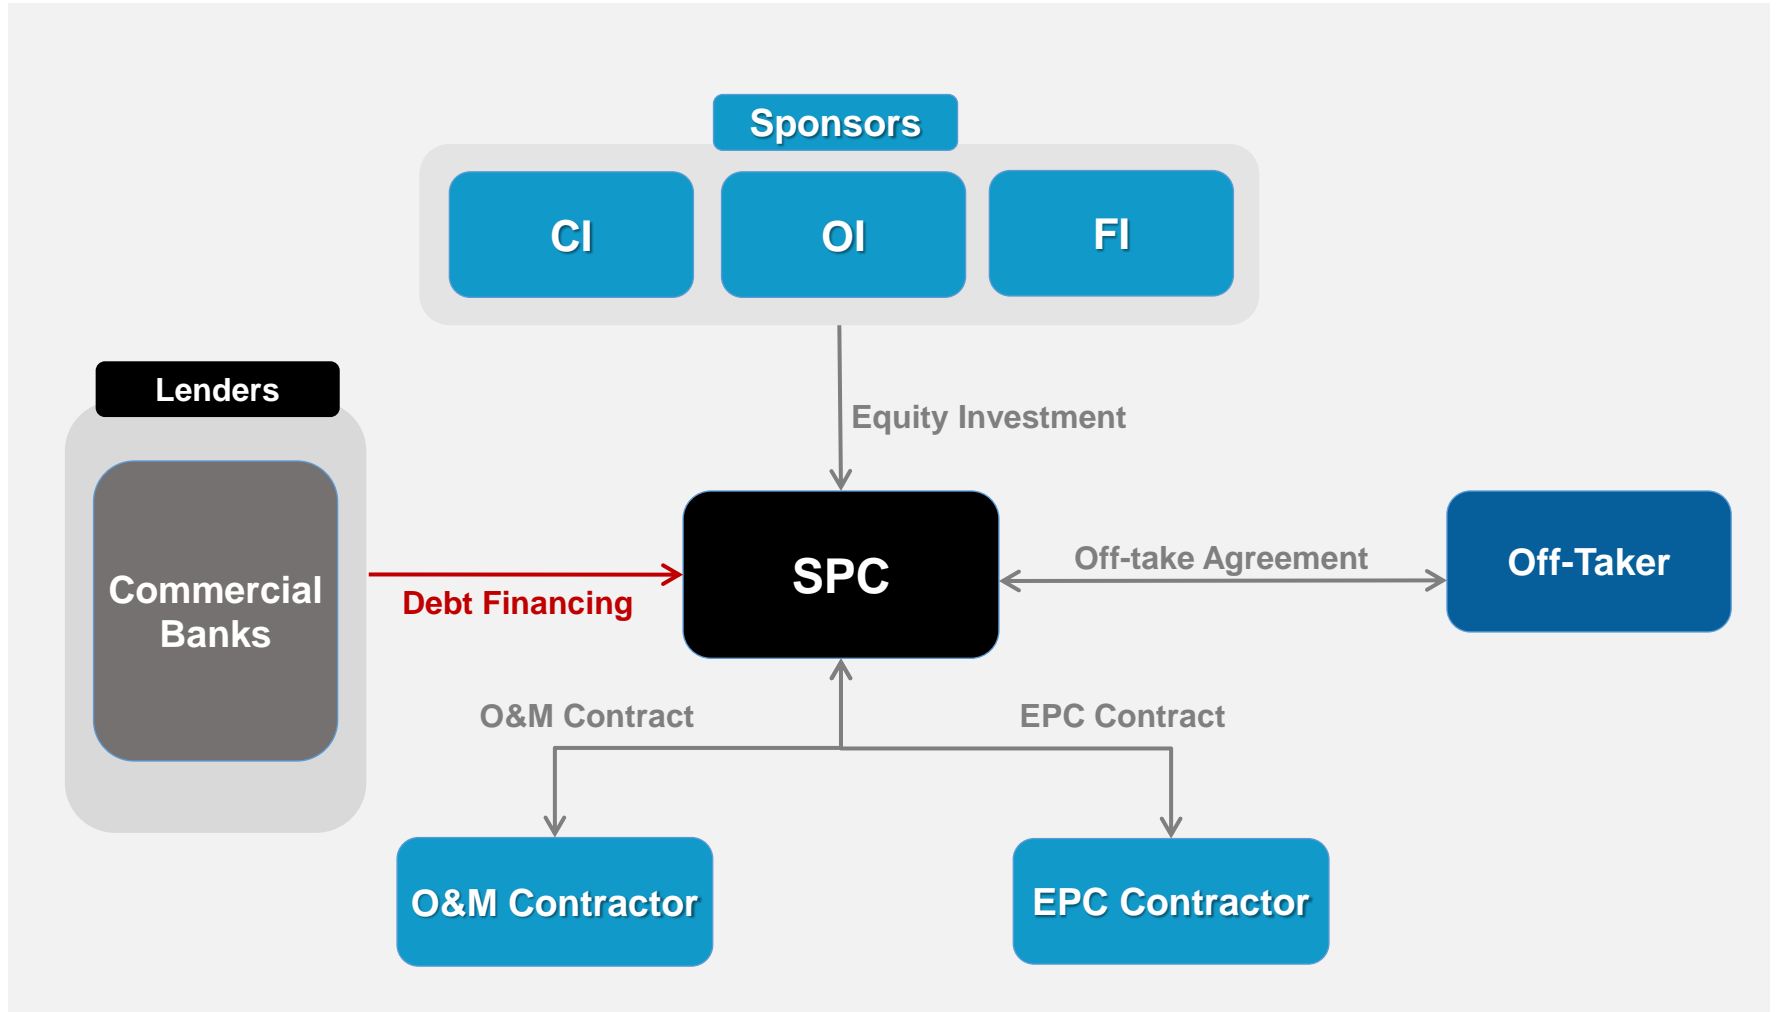 Sponsors
CI
OI
FI
Equity Investment
Lenders
Commercial
Banks
Debt Financing
SPC
Off-take Agreement
Off-Taker
O&M Contract
EPC Contract
O&M Contractor
EPC Contractor